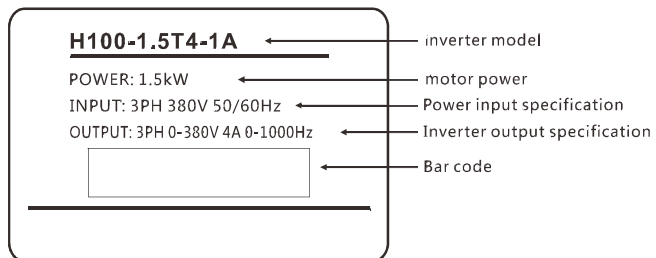 H100-1.5T4-1A
inverter model
POWER: 1.5kW
motor power
INPUT: 3PH 380V 50/60Hz
Power input specification
OUTPUT: 3PH 0-380V 4A 0-1000Hz
Inverter output specification
Bar code